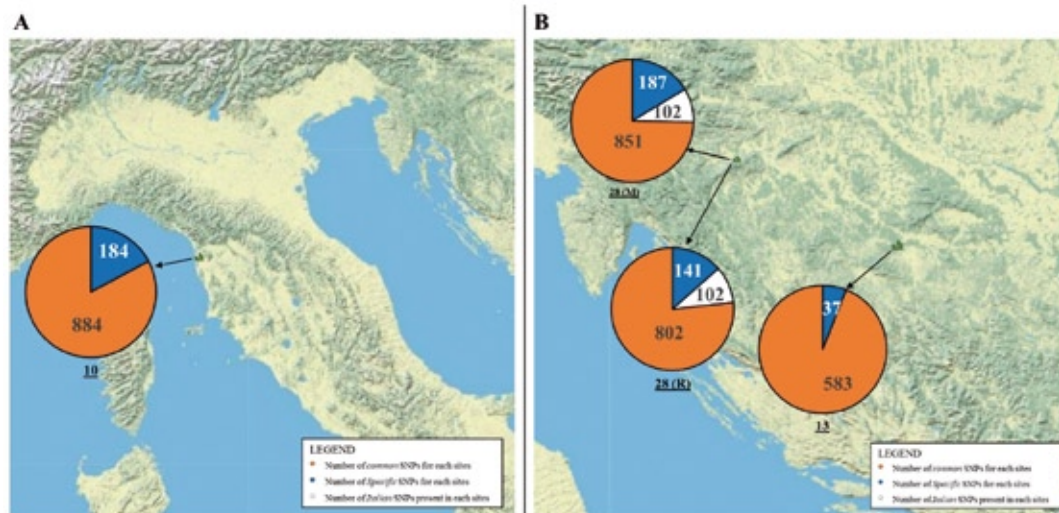 A
184
884
10
LEGEND
Number of common SNPs for each sites
Number of Specific SNPs for each sites
Number of Italian SNPs present in each sites
B
187
102
851
28 (M)
141
102
802
28 (R)
37
583
13
LEGEND
Number of common SNPs for each sites
Number of Specific SNPs for each sites
Number of Italian SNPs present in each sites